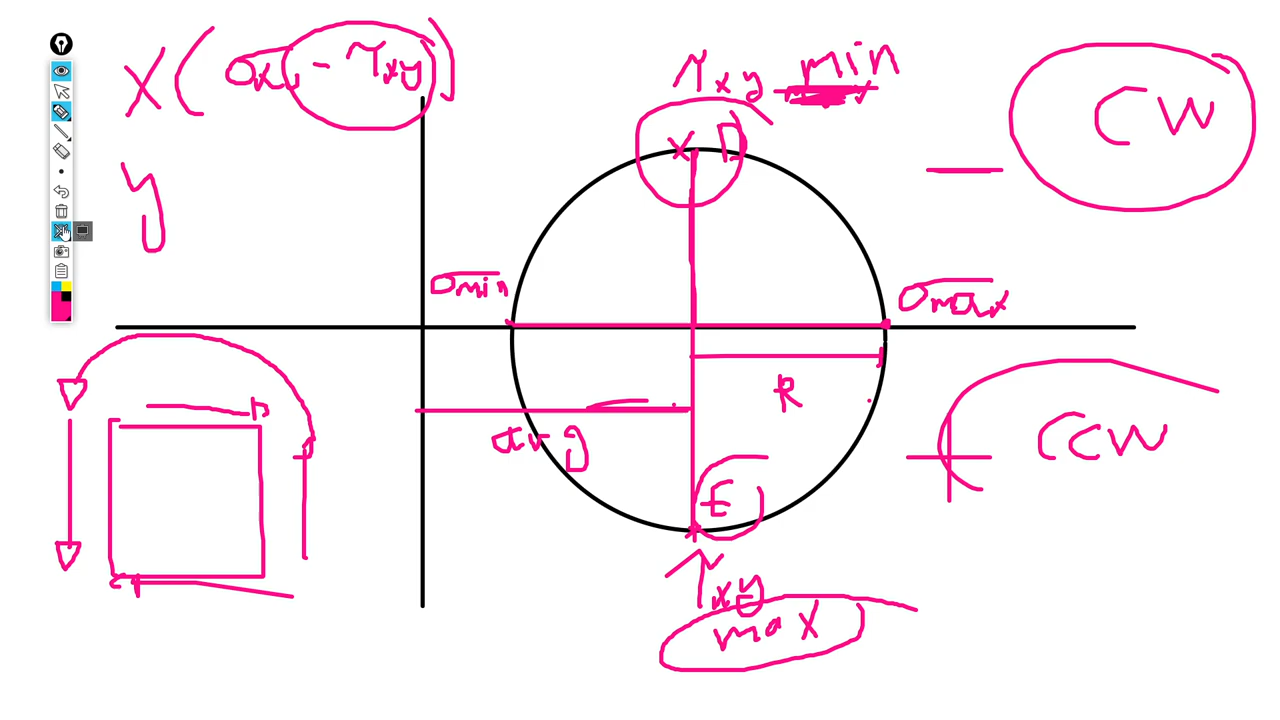 X (σx, - τxy)
τxy min
CW
X D
y
σmin
σmax
R
avg
CCW
E
τxy
max